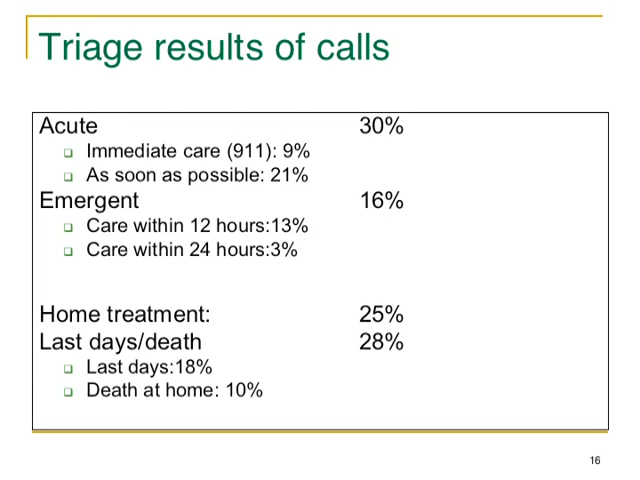 Triage results of calls
Acute 30%
Immediate care (911): 9%
As soon as possible: 21%
Emergent 16%
Care within 12 hours:13%
Care within 24 hours:3%
Home treatment: 25%
Last days/death 28%
Last days:18%
Death at home: 10%
16